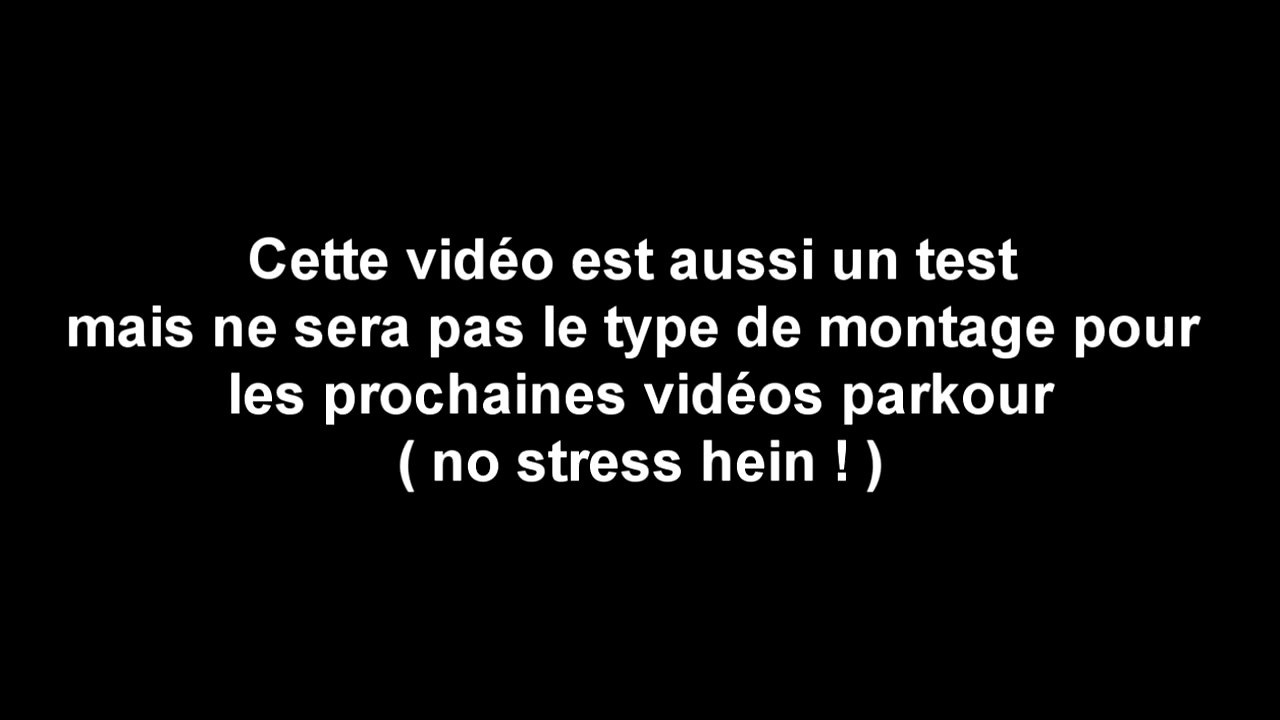 Cette vidéo est aussi un test
mais ne sera pas le type de montage pour
les prochaines vidéos parkour
( no stress hein ! )